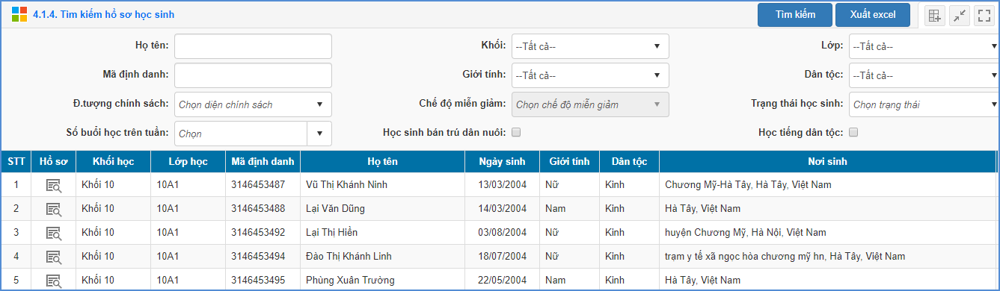 4.1.4. Tìm kiếm hồ sơ học sinh Tìm kiếm Xuất excel
Họ tên: Khối: --Tất cả-- Lớp: --Tất cả--
Mã định danh: Giới tính: --Tất cả-- Dân tộc: --Tất cả--
Đ.tượng chính sách: Chọn diện chính sách Chế độ miễn giảm: Chọn chế độ miễn giảm Trạng thái học sinh: Chọn trạng thái
Số buổi học trên tuần: Chọn Học sinh bán trú dân nuôi: Học tiếng dân tộc:
STT Hồ sơ Khối học Lớp học Mã định danh Họ tên Ngày sinh Giới tính Dân tộc Nơi sinh
1 Khối 10 10A1 3146453487 Vũ Thị Khánh Ninh 13/03/2004 Nữ Kinh Chương Mỹ-Hà Tây, Hà Tây, Việt Nam
2 Khối 10 10A1 3146453488 Lại Văn Dũng 14/03/2004 Nam Kinh Hà Tây, Việt Nam
3 Khối 10 10A1 3146453492 Lại Thị Hiền 03/08/2004 Nữ Kinh huyện Chương Mỹ, Hà Nội, Việt Nam
4 Khối 10 10A1 3146453494 Đào Thị Khánh Linh 18/07/2004 Nữ Kinh trạm y tế xã ngọc hòa chương mỹ hn, Hà Tây, Việt Nam
5 Khối 10 10A1 3146453495 Phùng Xuân Trường 22/05/2004 Nam Kinh Hà Tây, Việt Nam